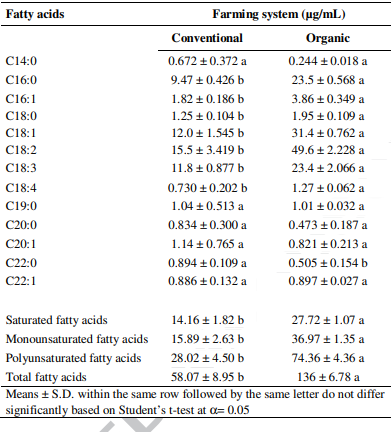 Fatty acids Farming system (µg/mL)
Conventional Organic
C14:0 0.672 ± 0.372 a 0.244 ± 0.018 a
C16:0 9.47 ± 0.426 b 23.5 ± 0.568 a
C16:1 1.82 ± 0.186 b 3.86 ± 0.349 a
C18:0 1.25 ± 0.104 b 1.95 ± 0.109 a
C18:1 12.0 ± 1.545 b 31.4 ± 0.762 a
C18:2 15.5 ± 3.419 b 49.6 ± 2.228 a
C18:3 11.8 ± 0.877 b 23.4 ± 2.066 a
C18:4 0.730 ± 0.202 b 1.27 ± 0.062 a
C19:0 1.04 ± 0.513 a 1.01 ± 0.032 a
C20:0 0.834 ± 0.300 a 0.473 ± 0.187 a
C20:1 1.14 ± 0.765 a 0.821 ± 0.213 a
C22:0 0.894 ± 0.109 a 0.505 ± 0.154 b
C22:1 0.886 ± 0.132 a 0.897 ± 0.027 a
Saturated fatty acids 14.16 ± 1.82 b 27.72 ± 1.07 a
Monounsaturated fatty acids 15.89 ± 2.63 b 36.97 ± 1.35 a
Polyunsaturated fatty acids 28.02 ± 4.50 b 74.36 ± 4.36 a
Total fatty acids 58.07 ± 8.95 b 136 ± 6.78 a
Means ± S.D. within the same row followed by the same letter do not differ
significantly based on Student's t-test at α= 0.05